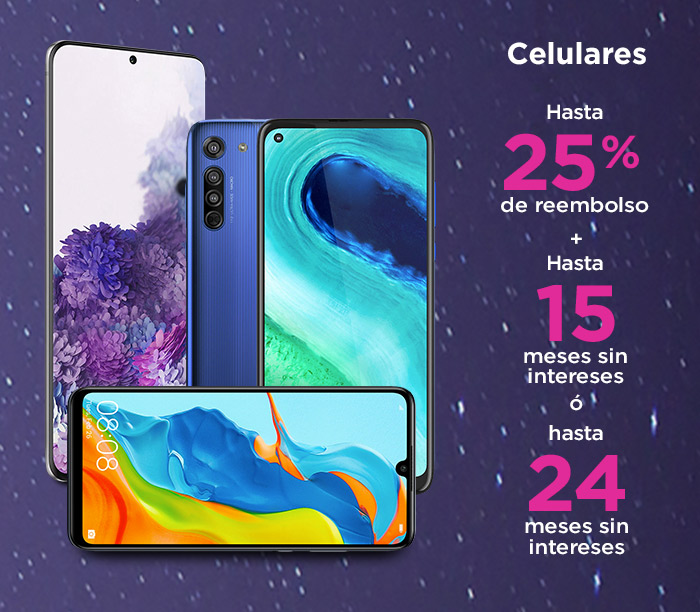 Celulares
Hasta
25%
de reembolso
+
Hasta
15
meses sin
intereses
ó
hasta
24
meses sin
intereses
08:08